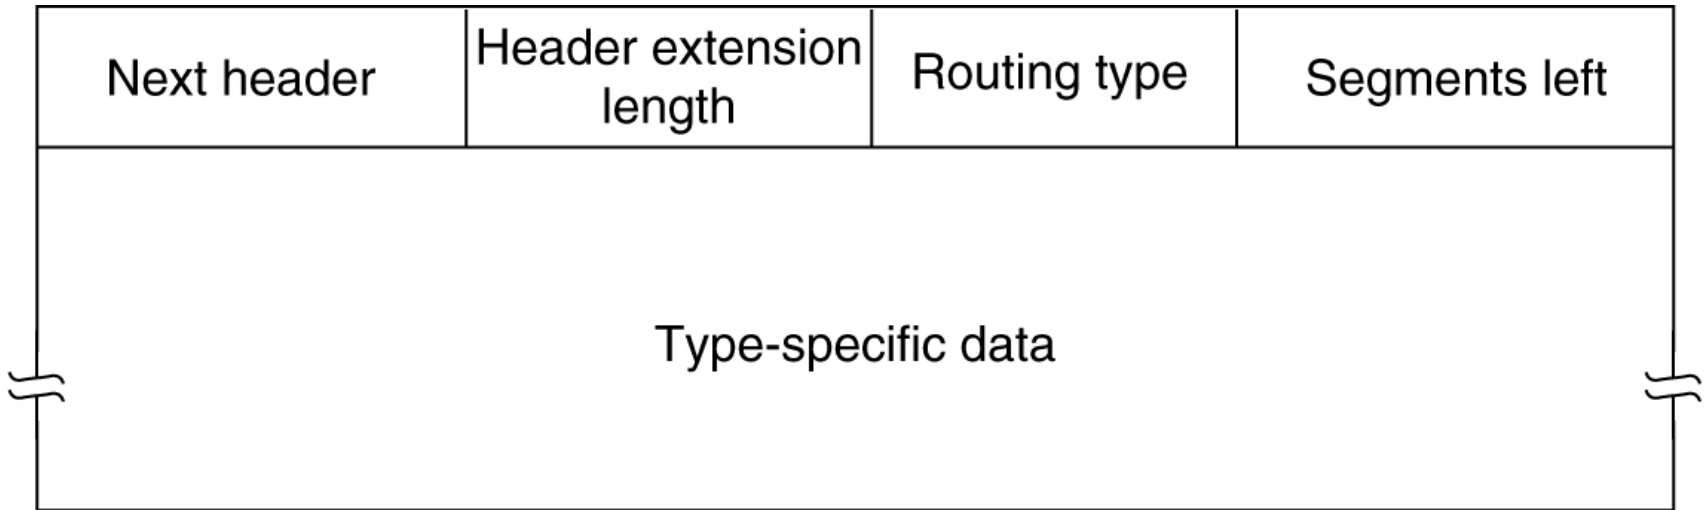 Next header
Header extension
length
Routing type
Segments left
Type-specific data